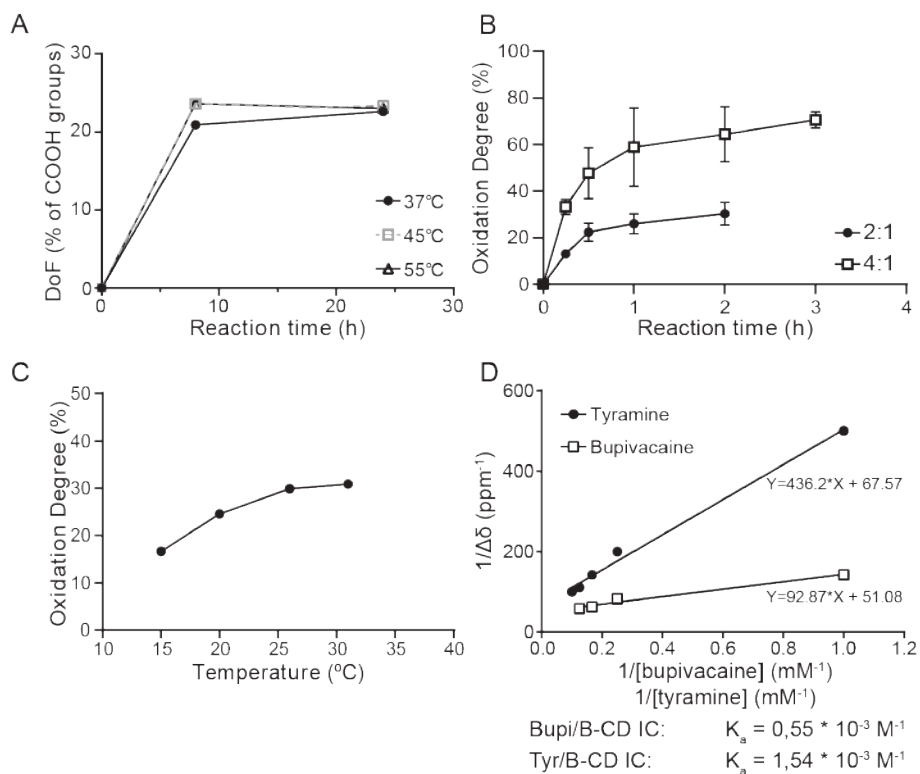 A
DoF (% of COOH groups)
30
20
10
0
0
10
20
30
Reaction time (h)
37°C
45°C
55°C
B
Oxidation Degree (%)
100
80
60
40
20
0
0
1
2
3
4
Reaction time (h)
2:1
4:1
C
Oxidation Degree (%)
50
40
30
20
10
0
10
15
20
25
30
35
40
Temperature (ºC)
D
1/Δδ (ppm-1)
600
400
200
0
0.0
0.2
0.4
0.6
0.8
1.0
1.2
Tyramine
Bupivacaine
Y=436.2*X + 67.57
Y=92.87*X + 51.08
1/[bupivacaine] (mM-1)
1/[tyramine] (mM-1)
Bupi/B-CD IC: Ka = 0,55 * 10-3 M-1
Tyr/B-CD IC: Ka = 1,54 * 10-3 M-1